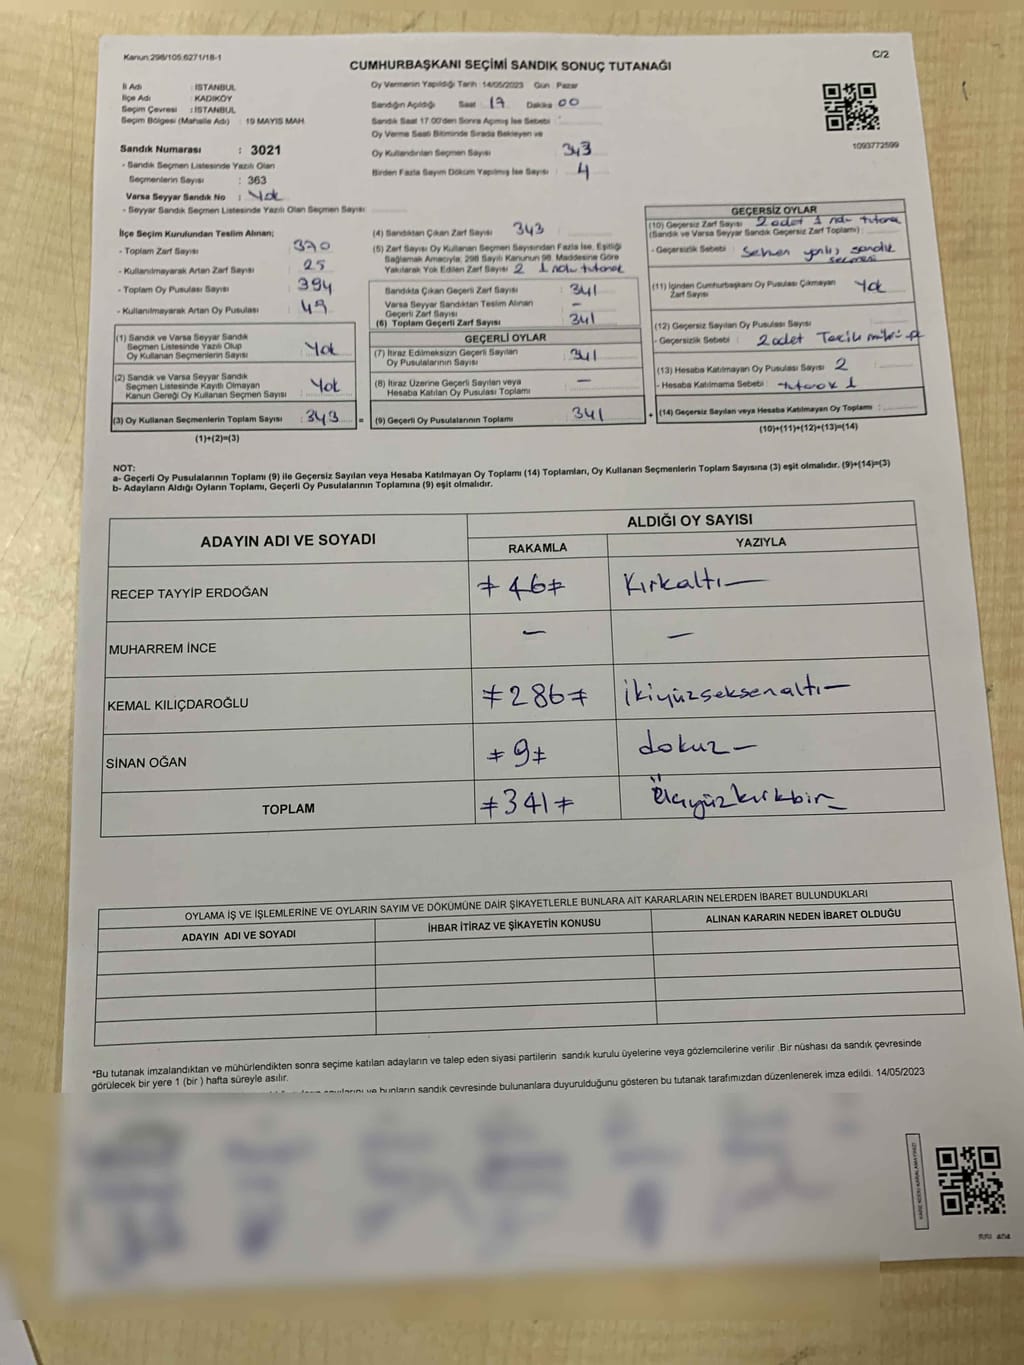 Kanun:298/105.6271/18-1
C/2
CUMHURBAŞKANI SEÇİMİ SANDIK SONUÇ TUTANAĞI
İl Adı : İSTANBUL
İlçe Adı : KADIKÖY
Seçim Çevresi : İSTANBUL
Seçim Bölgesi (Mahalle Adı) : 19 MAYIS MAH.
Sandık Numarası : 3021
- Sandık Seçmen Listesinde Yazılı Olan
Seçmenlerin Sayısı : 363
Varsa Seyyar Sandık No : Yok
- Seyyar Sandık Seçmen Listesinde Yazılı Olan Seçmen Sayısı
Oy Vermenin Yapıldığı Tarih :14/05/2023 Gün : Pazar
Sandığın Açıldığı Saat 17 Dakika 00
Sandık Saat 17.00'den Sonra Açılmış İse Sebebi :
Oy Verme Saati Bitiminde Sırada Bekleyen ve
Oy Kullandırılan Seçmen Sayısı 343
Birden Fazla Sayım Döküm Yapılmış İse Sayısı : 4
1093772599
İlçe Seçim Kurulundan Teslim Alınan;
- Toplam Zarf Sayısı : 370
- Kullanılmayarak Artan Zarf Sayısı : 25
- Toplam Oy Pusulası Sayısı : 394
- Kullanılmayarak Artan Oy Pusulası : 49
(1) Sandık ve Varsa Seyyar Sandık
Seçmen Listesinde Yazılı Olup
Oy Kullanan Seçmenlerin Sayısı : Yok
(2) Sandık ve Varsa Seyyar Sandık
Seçmen Listesinde Kayıtlı Olmayan
Kanun Gereği Oy Kullanan Seçmen Sayısı : Yok
(3) Oy Kullanan Seçmenlerin Toplam Sayısı : 343 =
(1)+(2)=(3)
(4) Sandıktan Çıkan Zarf Sayısı : 343
(5) Zarf Sayısı Oy Kullanan Seçmen Sayısından Fazla İse, Eşitliği
Sağlamak Amacıyla, 298 Sayılı Kanunun 98. Maddesine Göre
Yakılarak Yok Edilen Zarf Sayısı 2 1 nolu tutanak
Sandıkta Çıkan Geçerli Zarf Sayısı : 341
Varsa Seyyar Sandıktan Teslim Alınan
Geçerli Zarf Sayısı : –
(6) Toplam Geçerli Zarf Sayısı 341
GEÇERLİ OYLAR
(7) İtiraz Edilmeksizin Geçerli Sayılan
Oy Pusulalarının Sayısı : 341
(8) İtiraz Üzerine Geçerli Sayılan veya
Hesaba Katılan Oy Pusulası Toplamı : –
(9) Geçerli Oy Pusulalarının Toplamı : 341 +
GEÇERSİZ OYLAR
(10) Geçersiz Zarf Sayısı 2 adet 1 nolu tutanak
(Sandık ve Varsa Seyyar Sandık Geçersiz Zarf Toplamı) :
- Geçersizlik Sebebi : Sehven yanlış sandık
seçmesi
(11) İçinden Cumhurbaşkanı Oy Pusulası Çıkmayan
Zarf Sayısı : Yok
(12) Geçersiz Sayılan Oy Pusulası Sayısı :
- Geçersizlik Sebebi : 2 adet
(13) Hesaba Katılmayan Oy Pusulası Sayısı 2
- Hesaba Katılmama Sebebi : tutanak 1
(14) Geçersiz Sayılan veya Hesaba Katılmayan Oy Toplamı :
(10)+(11)+(12)+(13)=(14)
NOT:
a- Geçerli Oy Pusulalarının Toplamı (9) ile Geçersiz Sayılan veya Hesaba Katılmayan Oy Toplamı (14) Toplamları, Oy Kullanan Seçmenlerin Toplam Sayısına (3) eşit olmalıdır. (9)+(14)=(3)
b- Adayların Aldığı Oyların Toplamı, Geçerli Oy Pusulalarının Toplamına (9) eşit olmalıdır.
ADAYIN ADI VE SOYADI ALDIĞI OY SAYISI
RAKAMLA YAZIYLA
RECEP TAYYİP ERDOĞAN ≠ 46 ≠ Kırkaltı —
MUHARREM İNCE – –
KEMAL KILIÇDAROĞLU ≠ 286 ≠ ikiyüzseksenaltı —
SİNAN OĞAN ≠ 9 ≠ dokuz —
TOPLAM ≠ 341 ≠ Üçyüzkırkbir —
OYLAMA İŞ VE İŞLEMLERİNE VE OYLARIN SAYIM VE DÖKÜMÜNE DAİR ŞİKAYETLERLE BUNLARA AİT KARARLARIN NELERDEN İBARET BULUNDUKLARI
ADAYIN ADI VE SOYADI İHBAR İTİRAZ VE ŞİKAYETİN KONUSU ALINAN KARARIN NEDEN İBARET OLDUĞU
*Bu tutanak imzalandıktan ve mühürlendikten sonra seçime katılan adayların ve talep eden siyasi partilerin sandık kurulu üyelerine veya gözlemcilerine verilir .Bir nüshası da sandık çevresinde
görülecek bir yere 1 (bir ) hafta süreyle asılır.
ve bunların sandık çevresinde bulunanlara duyurulduğunu gösteren bu tutanak tarafımızdan düzenlenerek imza edildi. 14/05/2023